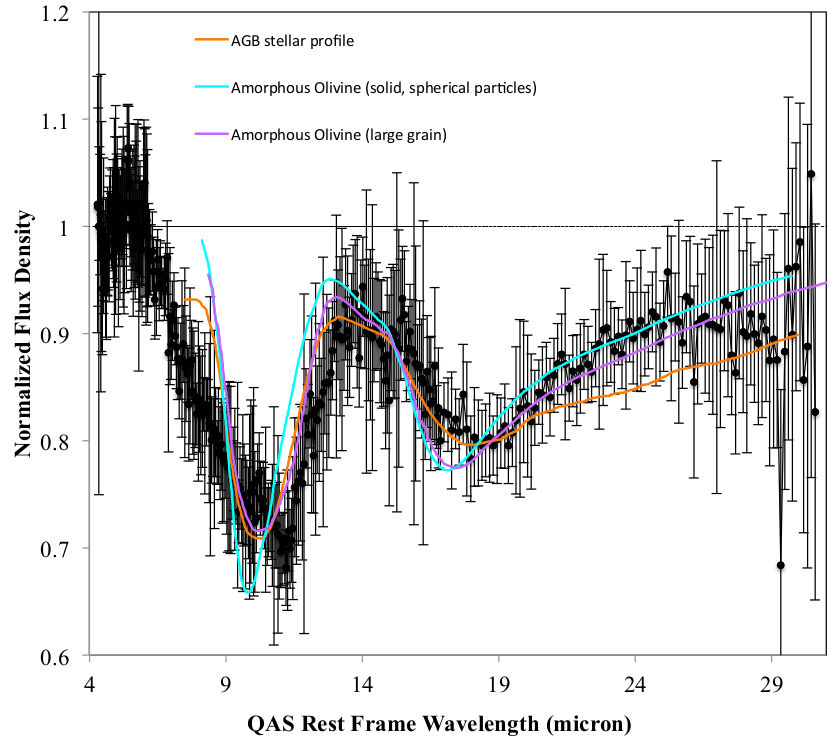 1.2
1.1
1
0.9
0.8
0.7
0.6
Normalized Flux Density
AGB stellar profile
Amorphous Olivine (solid, spherical particles)
Amorphous Olivine (large grain)
4 9 14 19 24 29
QAS Rest Frame Wavelength (micron)